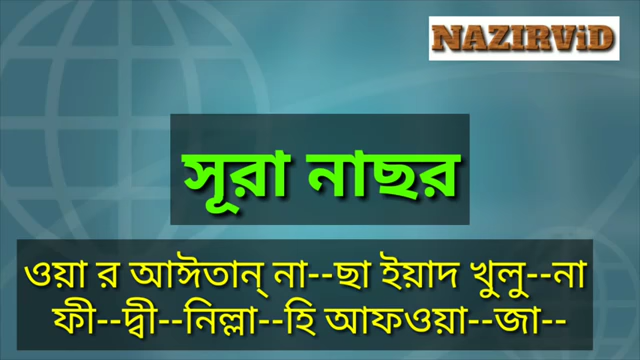 NAZIRViD
সূরা নাছর
ওয়া র আঈতান্ না--ছা ইয়াদ খুলু--না
ফী--দ্বী--নিল্লা--হি আফওয়া--জা--